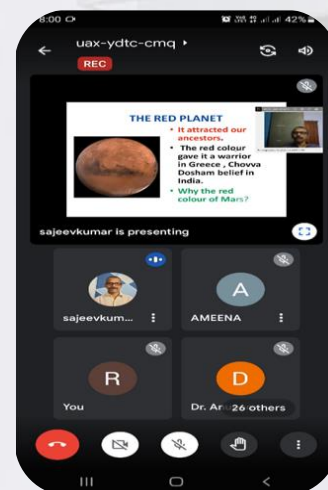 8:00
42%
uax-ydtc-cmq
REC
THE RED PLANET
• It attracted our
ancestors.
• The red colour
gave it a warrior
in Greece , Chovva
Dosham belief in
India.
• Why the red
colour of Mars?
sajeevkumar is presenting
sajeevkum...
A
AMEENA
R
You
D
Dr. An
26 others